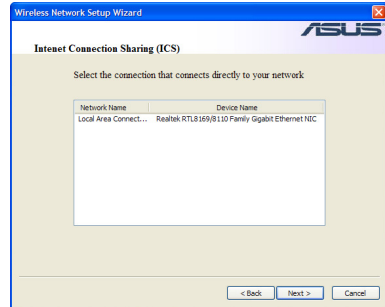 Wireless Network Setup Wizard
ASUS
Intenet Connection Sharing (ICS)
Select the connection that connects directly to your network
Network Name Device Name
Local Area Connect... Realtek RTL8169/8110 Family Gigabit Ethernet NIC
< Back Next > Cancel